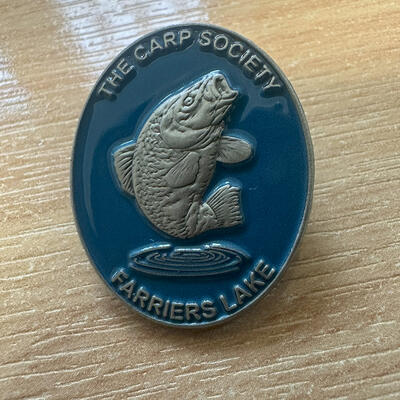 THE CARP SOCIETY
FARRIERS LAKE